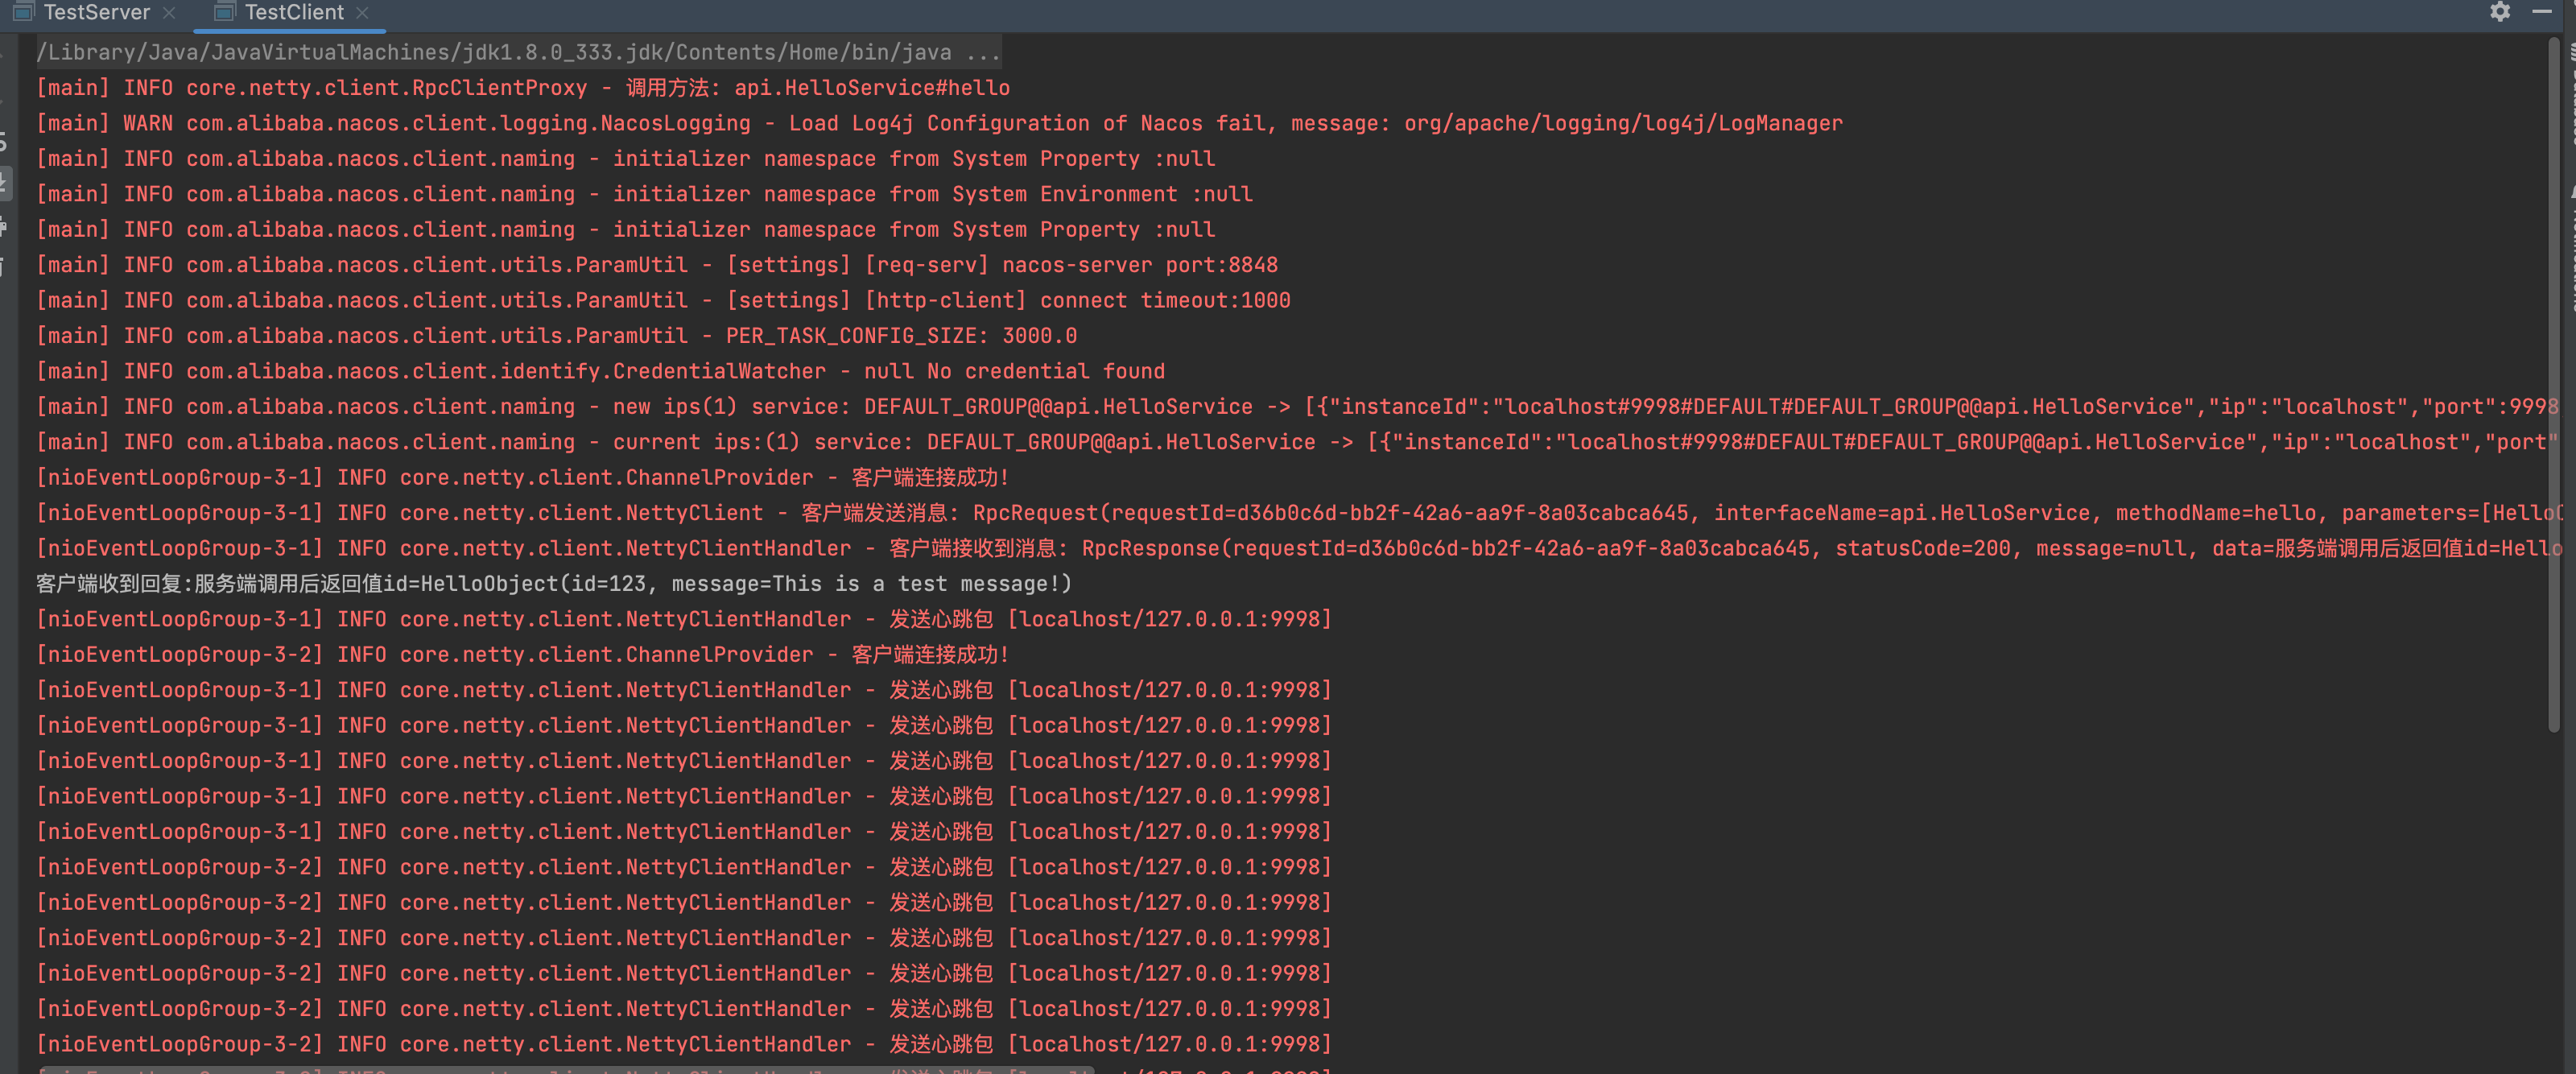 TestServer
TestClient
/Library/Java/JavaVirtualMachines/jdk1.8.0_333.jdk/Contents/Home/bin/java ...
[main] INFO core.netty.client.RpcClientProxy - 调用方法: api.HelloService#hello
[main] WARN com.alibaba.nacos.client.logging.NacosLogging - Load Log4j Configuration of Nacos fail, message: org/apache/logging/log4j/LogManager
[main] INFO com.alibaba.nacos.client.naming - initializer namespace from System Property :null
[main] INFO com.alibaba.nacos.client.naming - initializer namespace from System Environment :null
[main] INFO com.alibaba.nacos.client.naming - initializer namespace from System Property :null
[main] INFO com.alibaba.nacos.client.utils.ParamUtil - [settings] [req-serv] nacos-server port:8848
[main] INFO com.alibaba.nacos.client.utils.ParamUtil - [settings] [http-client] connect timeout:1000
[main] INFO com.alibaba.nacos.client.utils.ParamUtil - PER_TASK_CONFIG_SIZE: 3000.0
[main] INFO com.alibaba.nacos.client.identify.CredentialWatcher - null No credential found
[main] INFO com.alibaba.nacos.client.naming - new ips(1) service: DEFAULT_GROUP@@api.HelloService -> [{"instanceId":"localhost#9998#DEFAULT#DEFAULT_GROUP@@api.HelloService","ip":"localhost","port":9998
[main] INFO com.alibaba.nacos.client.naming - current ips:(1) service: DEFAULT_GROUP@@api.HelloService -> [{"instanceId":"localhost#9998#DEFAULT#DEFAULT_GROUP@@api.HelloService","ip":"localhost","port"
[nioEventLoopGroup-3-1] INFO core.netty.client.ChannelProvider - 客户端连接成功!
[nioEventLoopGroup-3-1] INFO core.netty.client.NettyClient - 客户端发送消息: RpcRequest(requestId=d36b0c6d-bb2f-42a6-aa9f-8a03cabca645, interfaceName=api.HelloService, methodName=hello, parameters=[Hello
[nioEventLoopGroup-3-1] INFO core.netty.client.NettyClientHandler - 客户端接收到消息: RpcResponse(requestId=d36b0c6d-bb2f-42a6-aa9f-8a03cabca645, statusCode=200, message=null, data=服务端调用后返回值id=Hello
客户端收到回复:服务端调用后返回值id=HelloObject(id=123, message=This is a test message!)
[nioEventLoopGroup-3-1] INFO core.netty.client.NettyClientHandler - 发送心跳包 [localhost/127.0.0.1:9998]
[nioEventLoopGroup-3-2] INFO core.netty.client.ChannelProvider - 客户端连接成功!
[nioEventLoopGroup-3-1] INFO core.netty.client.NettyClientHandler - 发送心跳包 [localhost/127.0.0.1:9998]
[nioEventLoopGroup-3-1] INFO core.netty.client.NettyClientHandler - 发送心跳包 [localhost/127.0.0.1:9998]
[nioEventLoopGroup-3-1] INFO core.netty.client.NettyClientHandler - 发送心跳包 [localhost/127.0.0.1:9998]
[nioEventLoopGroup-3-1] INFO core.netty.client.NettyClientHandler - 发送心跳包 [localhost/127.0.0.1:9998]
[nioEventLoopGroup-3-1] INFO core.netty.client.NettyClientHandler - 发送心跳包 [localhost/127.0.0.1:9998]
[nioEventLoopGroup-3-2] INFO core.netty.client.NettyClientHandler - 发送心跳包 [localhost/127.0.0.1:9998]
[nioEventLoopGroup-3-2] INFO core.netty.client.NettyClientHandler - 发送心跳包 [localhost/127.0.0.1:9998]
[nioEventLoopGroup-3-2] INFO core.netty.client.NettyClientHandler - 发送心跳包 [localhost/127.0.0.1:9998]
[nioEventLoopGroup-3-2] INFO core.netty.client.NettyClientHandler - 发送心跳包 [localhost/127.0.0.1:9998]
[nioEventLoopGroup-3-2] INFO core.netty.client.NettyClientHandler - 发送心跳包 [localhost/127.0.0.1:9998]
[nioEventLoopGroup-3-2] INFO core.netty.client.NettyClientHandler - 发送心跳包 [localhost/127.0.0.1:9998]